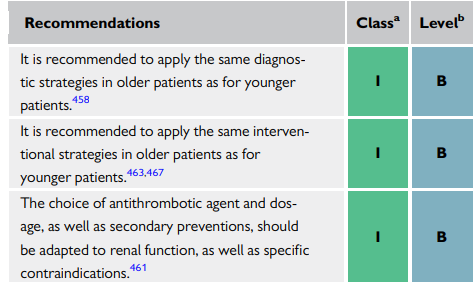 Recommendations Classᵃ Levelᵇ
It is recommended to apply the same diagnos-
tic strategies in older patients as for younger
patients.⁴⁵⁸ I B
It is recommended to apply the same interven-
tional strategies in older patients as for
younger patients.⁴⁶³,⁴⁶⁷ I B
The choice of antithrombotic agent and dos-
age, as well as secondary preventions, should
be adapted to renal function, as well as specific
contraindications.⁴⁶¹ I B